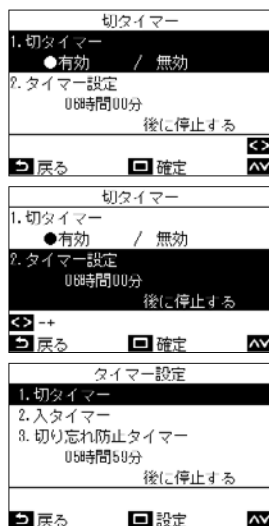 切タイマー
1.切タイマー
●有効 / 無効
2.タイマー設定
06時間00分
後に停止する
<>
戻る 確定 ∧∨
切タイマー
1.切タイマー
●有効 / 無効
2.タイマー設定
06時間00分
後に停止する
<> -+
戻る 確定 ∧∨
タイマー設定
1.切タイマー
2.入タイマー
3.切り忘れ防止タイマー
05時間59分
後に停止する
戻る 設定 ∧∨